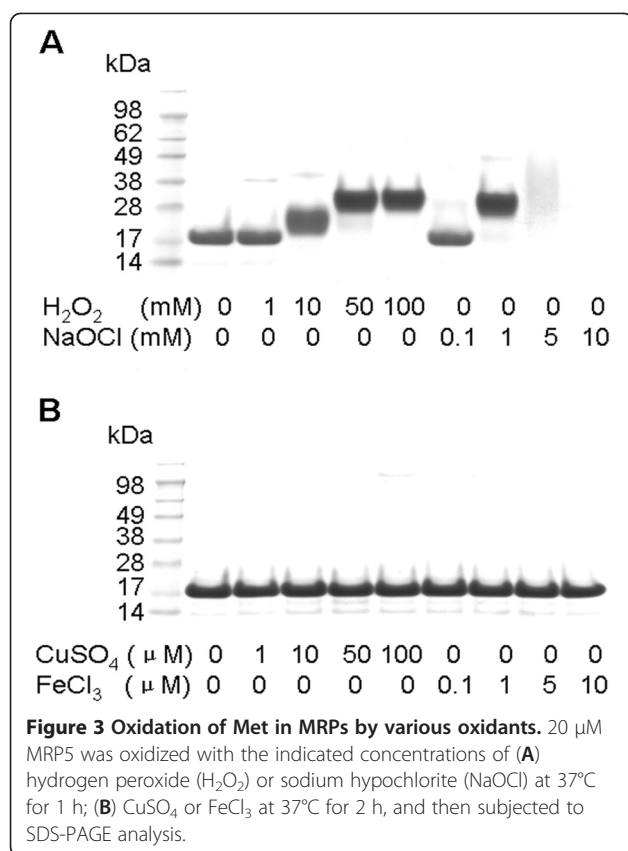 A
kDa
98
62
49
38
28
17
14
H₂O₂ (mM) 0 1 10 50 100 0 0 0 0
NaOCl (mM) 0 0 0 0 0 0.1 1 5 10
B
kDa
98
49
38
28
17
14
CuSO₄ (μM) 0 1 10 50 100 0 0 0 0
FeCl₃ (μM) 0 0 0 0 0 0.1 1 5 10
Figure 3 Oxidation of Met in MRPs by various oxidants. 20 μM
MRP5 was oxidized with the indicated concentrations of (A)
hydrogen peroxide (H₂O₂) or sodium hypochlorite (NaOCl) at 37°C
for 1 h; (B) CuSO₄ or FeCl₃ at 37°C for 2 h, and then subjected to
SDS-PAGE analysis.